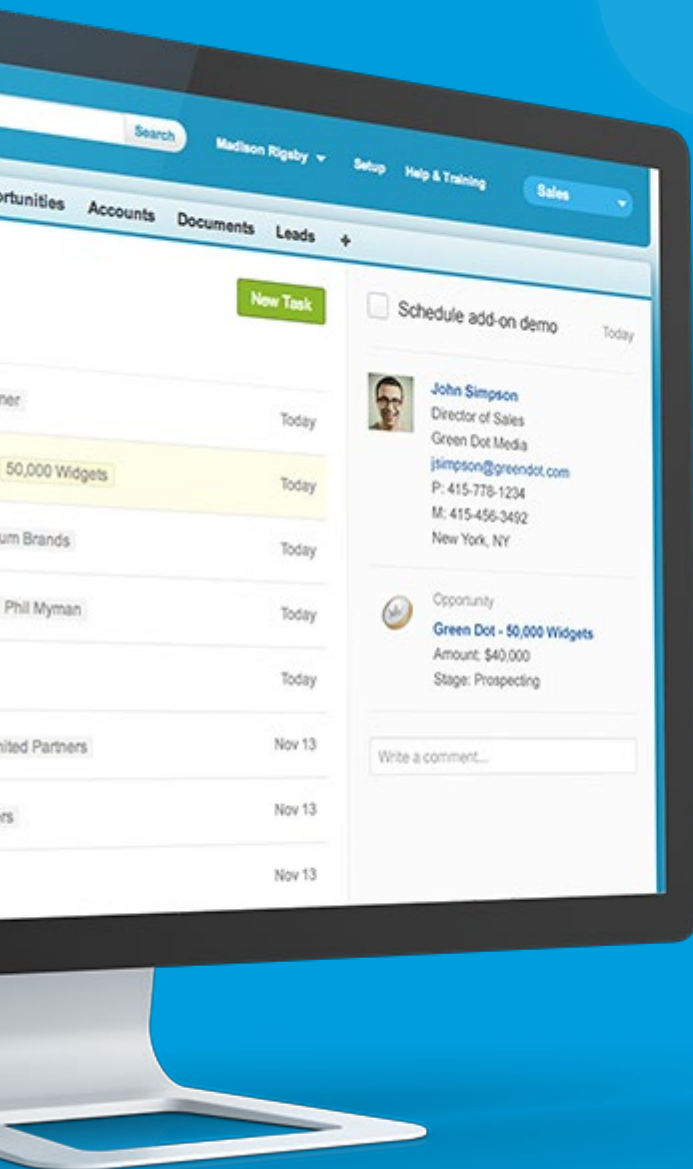 Search
Madison Rigsby
Setup
Help & Training
Sales
ortunities
Accounts
Documents
Leads
+
New Task
ner
Today
50,000 Widgets
Today
um Brands
Today
Phil Myman
Today
Today
nited Partners
Nov 13
rs
Nov 13
Nov 13
Schedule add-on demo
Today
John Simpson
Director of Sales
Green Dot Media
jsimpson@greendot.com
P: 415-778-1234
M: 415-456-3492
New York, NY
Opportunity
Green Dot - 50,000 Widgets
Amount: $40,000
Stage: Prospecting
Write a comment...